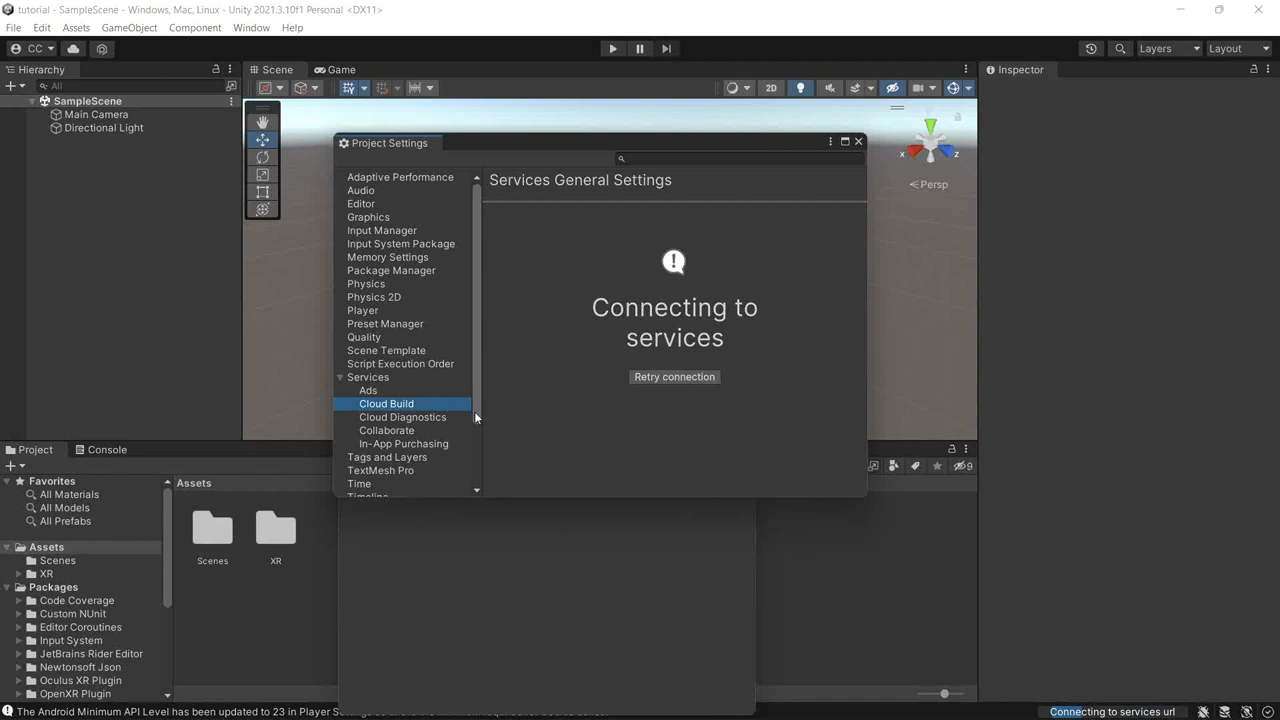 tutorial - SampleScene - Windows, Mac, Linux - Unity 2021.3.10f1 Personal <DX11>
File Edit Assets GameObject Component Window Help
CC
Layers Layout
Hierarchy
All
SampleScene
Main Camera
Directional Light
Scene Game
2D
x z
Persp
Inspector
Project Settings
Adaptive Performance
Audio
Editor
Graphics
Input Manager
Input System Package
Memory Settings
Package Manager
Physics
Physics 2D
Player
Preset Manager
Quality
Scene Template
Script Execution Order
Services
Ads
Cloud Build
Cloud Diagnostics
Collaborate
In-App Purchasing
Tags and Layers
TextMesh Pro
Time
Timeline
Services General Settings
Connecting to
services
Retry connection
Project Console
9
Favorites
All Materials
All Models
All Prefabs
Assets
Scenes
XR
Packages
Code Coverage
Custom NUnit
Editor Coroutines
Input System
JetBrains Rider Editor
Newtonsoft Json
Oculus XR Plugin
OpenXR Plugin
Assets
Scenes XR
The Android Minimum API Level has been updated to 23 in Player
Connecting to services url